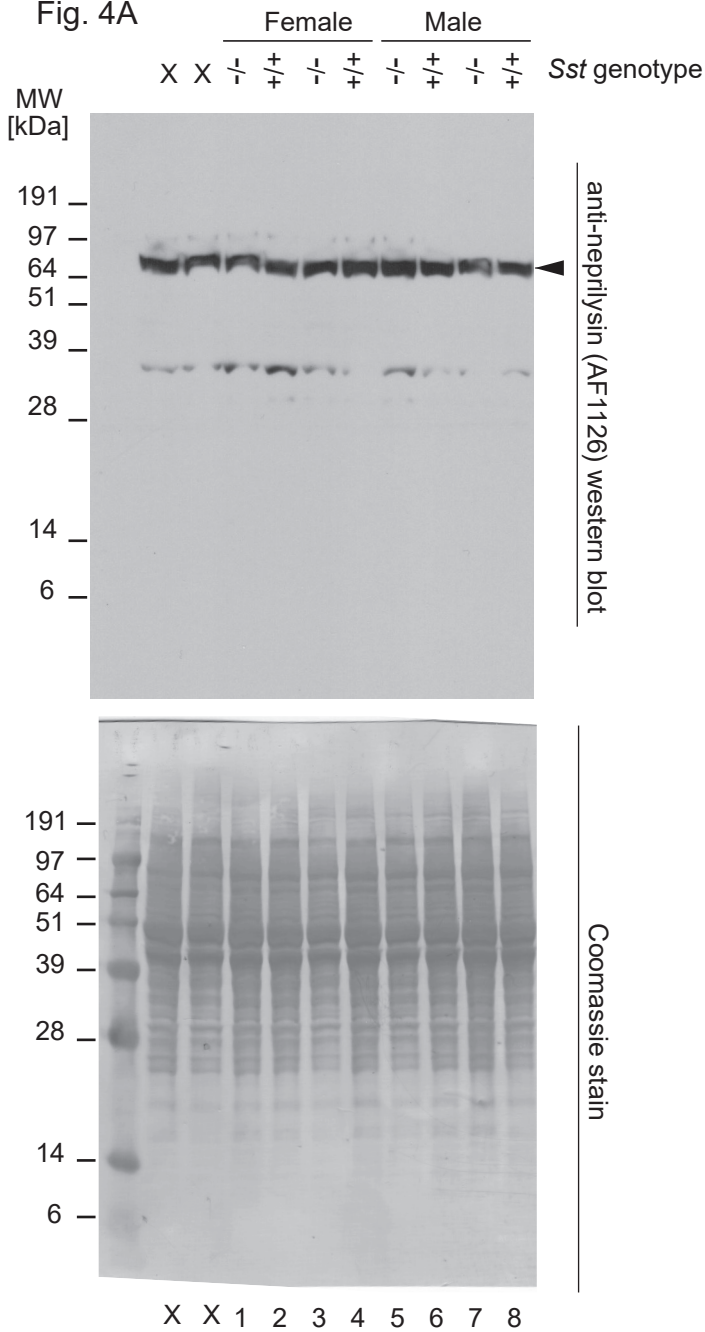 Fig. 4A
Female Male
X X -/- +/+ -/- +/+ -/- +/+ -/- +/+ Sst genotype
MW
[kDa]
191
97
64
51
39
28
14
6
anti-neprilysin (AF1126) western blot
191
97
64
51
39
28
14
6
Coomassie stain
X X 1 2 3 4 5 6 7 8